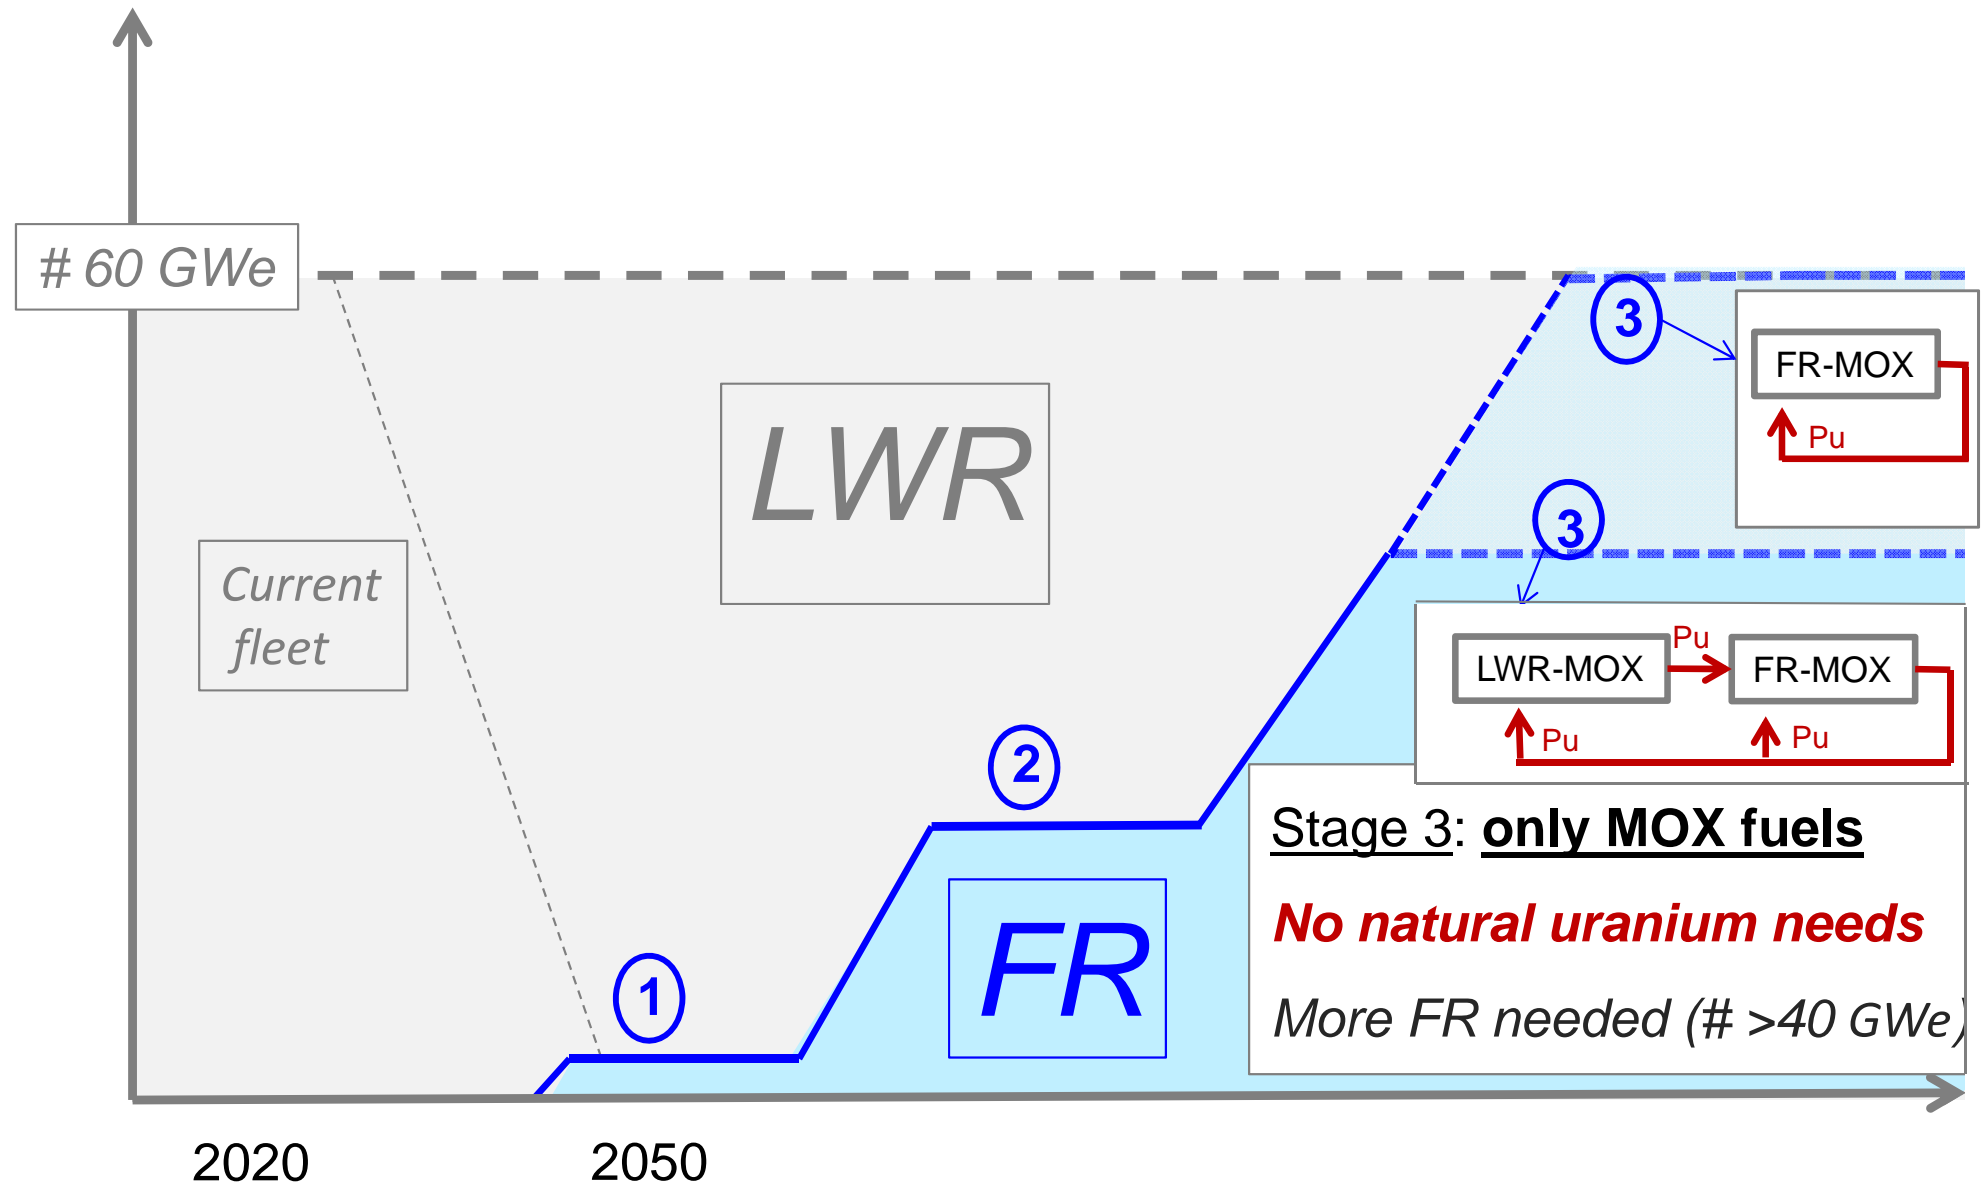 # 60 GWe
3
FR-MOX
Pu
LWR
3
Current
fleet
Pu
LWR-MOX
FR-MOX
Pu
Pu
2
Stage 3: only MOX fuels
No natural uranium needs
FR
1
More FR needed (# >40 GWe)
2020
2050